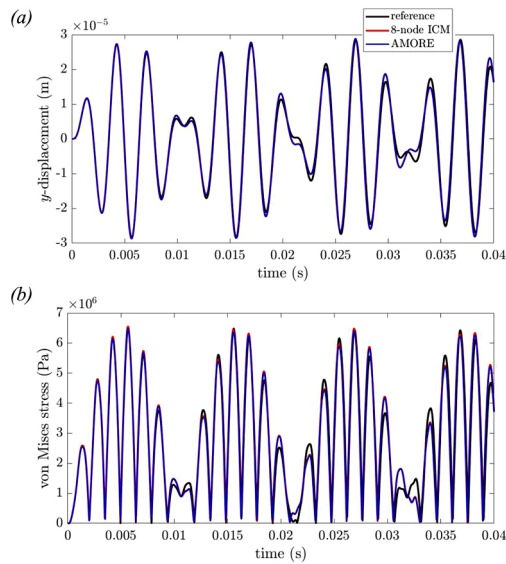 (a)
×10⁻⁵
reference
8-node ICM
AMORE
3
2
1
0
-1
-2
-3
y-displacement (m)
0 0.005 0.01 0.015 0.02 0.025 0.03 0.035 0.04
time (s)
(b)
×10⁶
7
6
5
4
3
2
1
0
von Mises stress (Pa)
0 0.005 0.01 0.015 0.02 0.025 0.03 0.035 0.04
time (s)